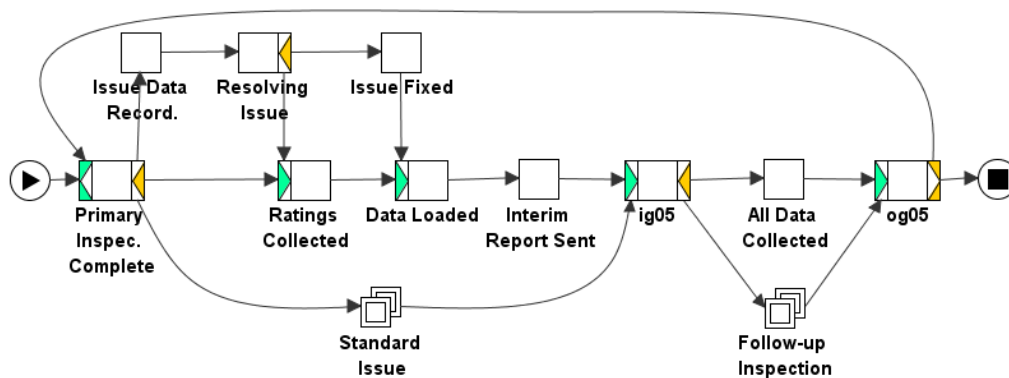 Issue Data
Record.
Resolving
Issue
Issue Fixed
Primary
Inspec.
Complete
Ratings
Collected
Data Loaded
Interim
Report Sent
ig05
All Data
Collected
og05
Standard
Issue
Follow-up
Inspection